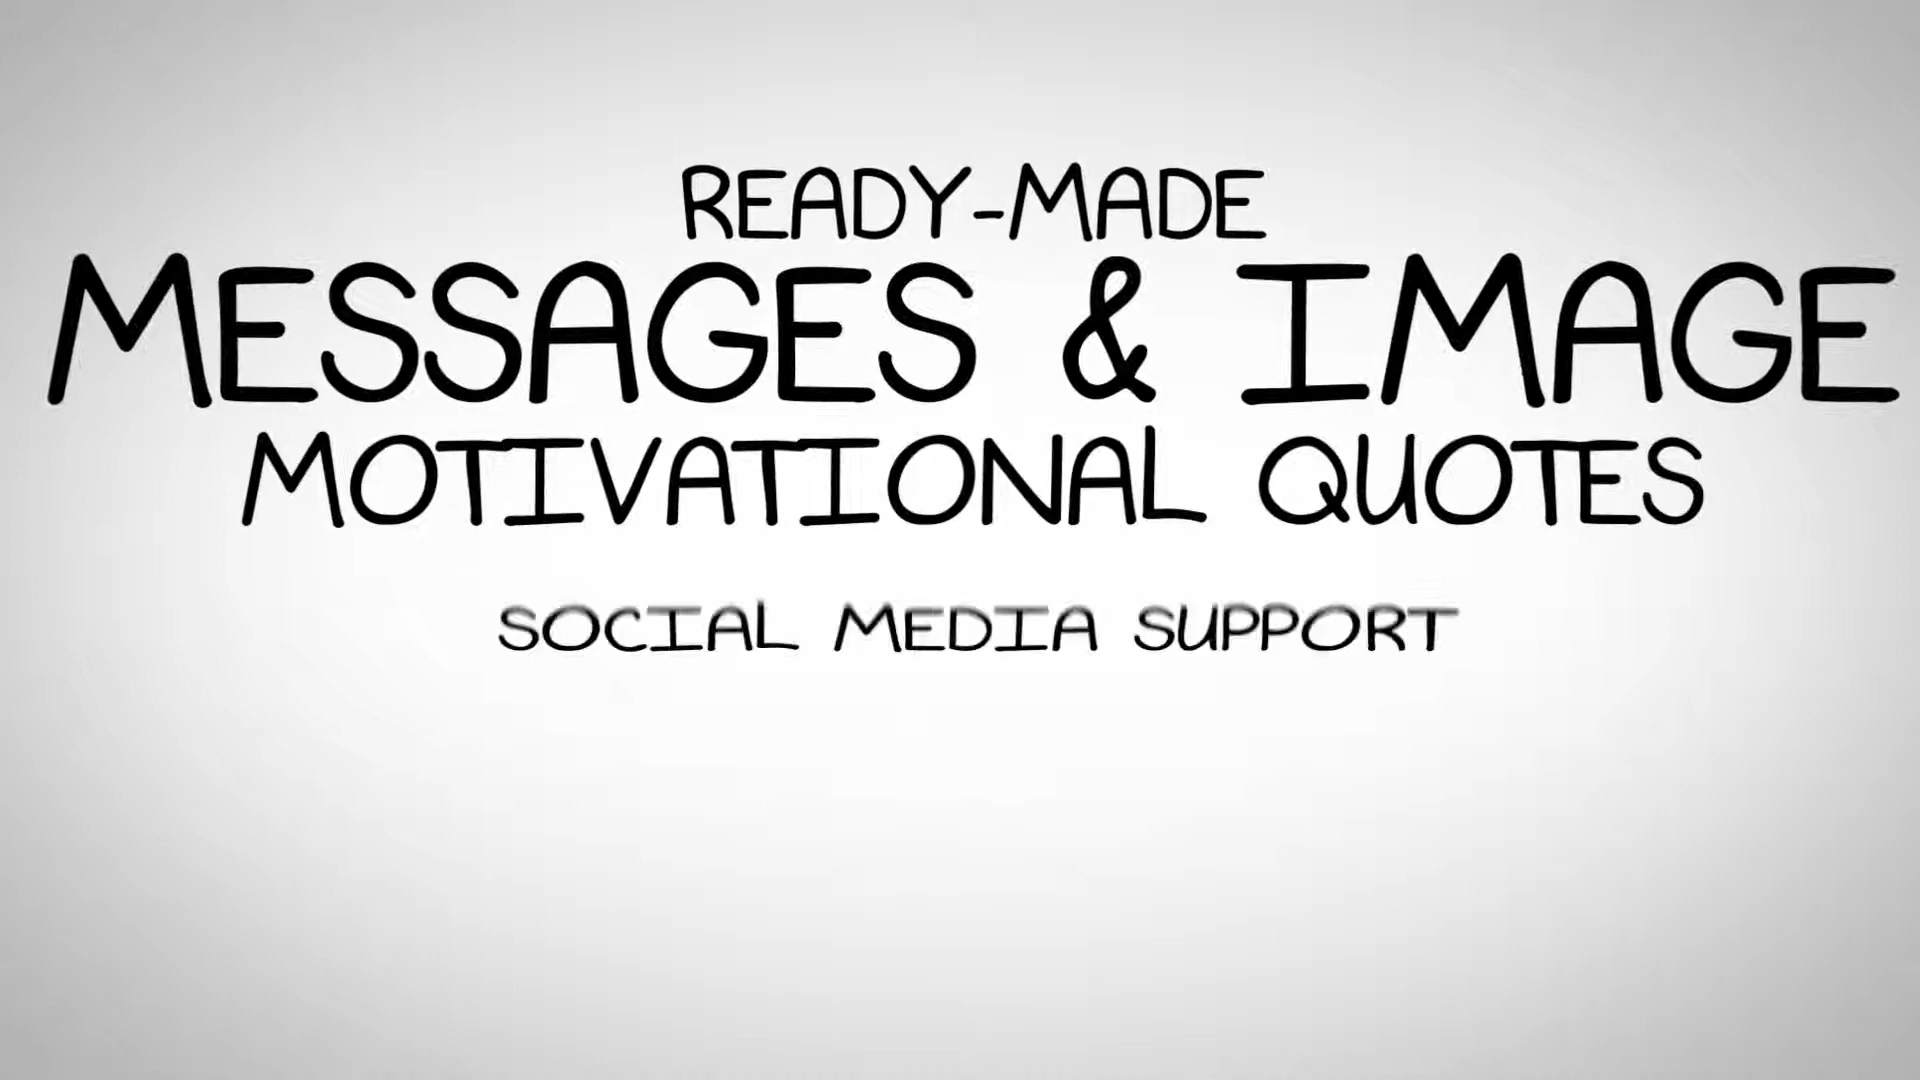 READY-MADE
MESSAGES & IMAGE
MOTIVATIONAL QUOTES
SOCIAL MEDIA SUPPORT